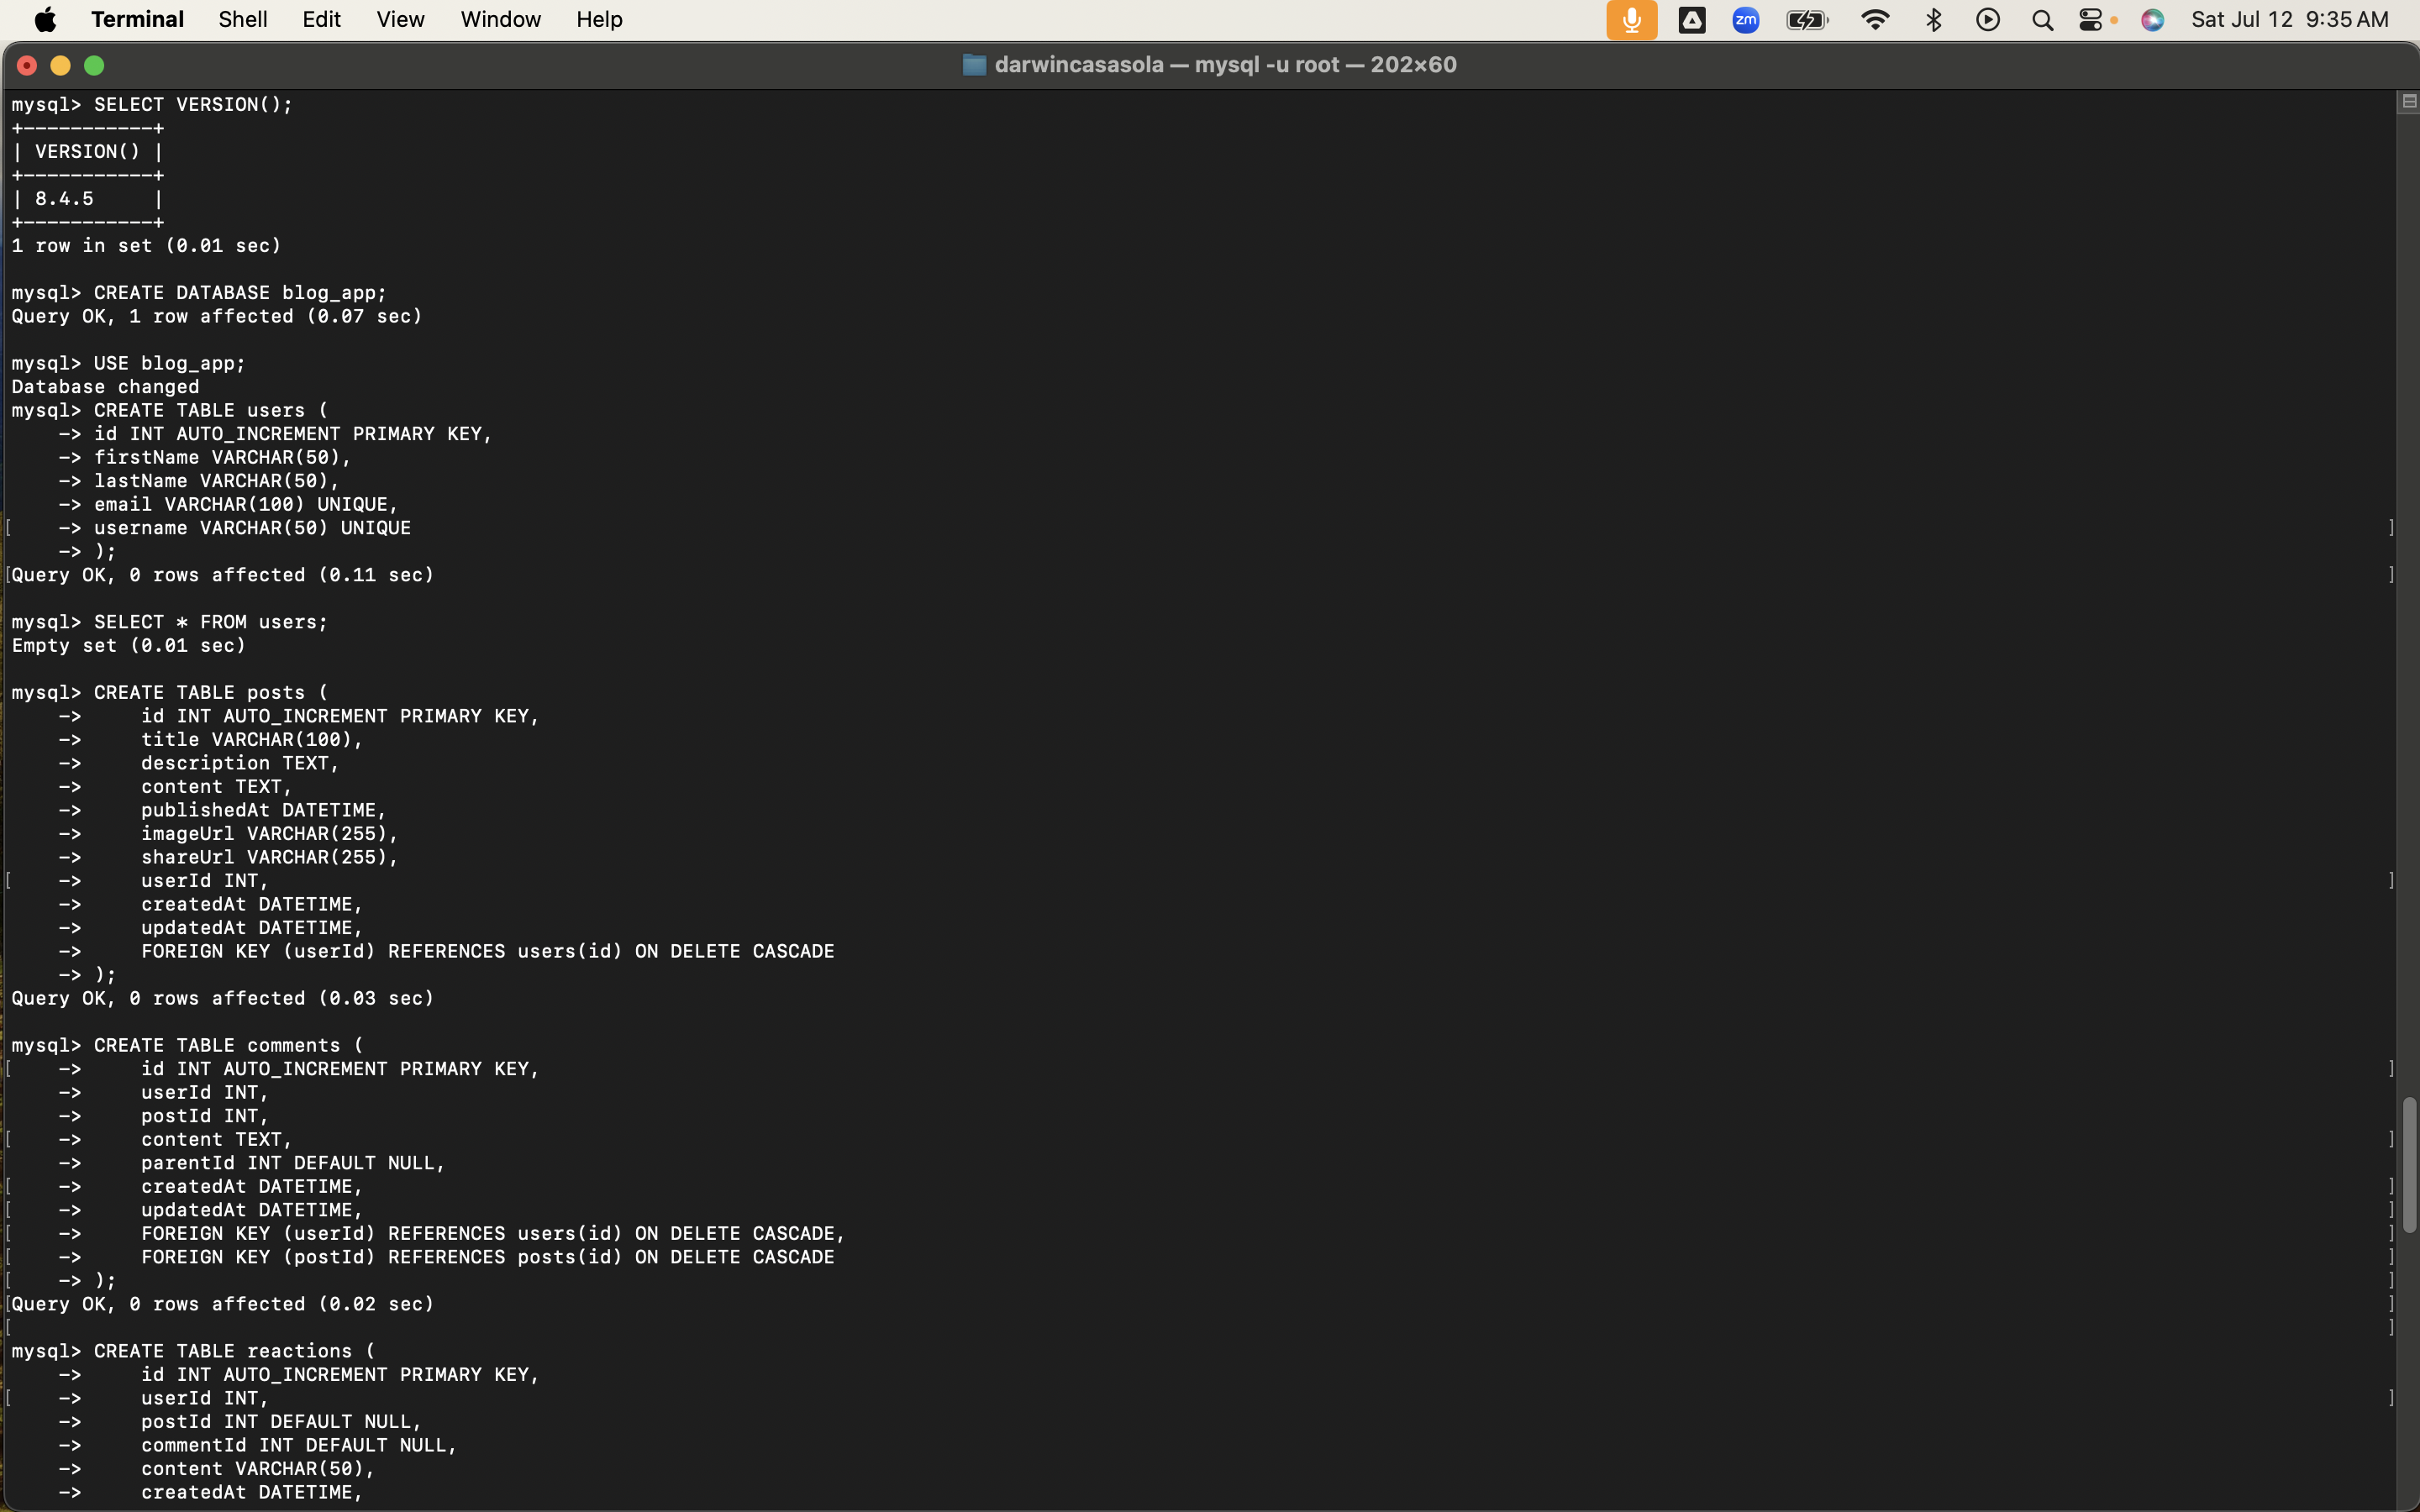 Terminal Shell Edit View Window Help zm Sat Jul 12 9:35 AM
darwincasasola — mysql -u root — 202×60
mysql> SELECT VERSION();
+-----------+
| VERSION() |
+-----------+
| 8.4.5     |
+-----------+
1 row in set (0.01 sec)

mysql> CREATE DATABASE blog_app;
Query OK, 1 row affected (0.07 sec)

mysql> USE blog_app;
Database changed
mysql> CREATE TABLE users (
    -> id INT AUTO_INCREMENT PRIMARY KEY,
    -> firstName VARCHAR(50),
    -> lastName VARCHAR(50),
    -> email VARCHAR(100) UNIQUE,
    -> username VARCHAR(50) UNIQUE
    -> );
Query OK, 0 rows affected (0.11 sec)

mysql> SELECT * FROM users;
Empty set (0.01 sec)

mysql> CREATE TABLE posts (
    ->     id INT AUTO_INCREMENT PRIMARY KEY,
    ->     title VARCHAR(100),
    ->     description TEXT,
    ->     content TEXT,
    ->     publishedAt DATETIME,
    ->     imageUrl VARCHAR(255),
    ->     shareUrl VARCHAR(255),
    ->     userId INT,
    ->     createdAt DATETIME,
    ->     updatedAt DATETIME,
    ->     FOREIGN KEY (userId) REFERENCES users(id) ON DELETE CASCADE
    -> );
Query OK, 0 rows affected (0.03 sec)

mysql> CREATE TABLE comments (
    ->     id INT AUTO_INCREMENT PRIMARY KEY,
    ->     userId INT,
    ->     postId INT,
    ->     content TEXT,
    ->     parentId INT DEFAULT NULL,
    ->     createdAt DATETIME,
    ->     updatedAt DATETIME,
    ->     FOREIGN KEY (userId) REFERENCES users(id) ON DELETE CASCADE,
    ->     FOREIGN KEY (postId) REFERENCES posts(id) ON DELETE CASCADE
    -> );
Query OK, 0 rows affected (0.02 sec)

mysql> CREATE TABLE reactions (
    ->     id INT AUTO_INCREMENT PRIMARY KEY,
    ->     userId INT,
    ->     postId INT DEFAULT NULL,
    ->     commentId INT DEFAULT NULL,
    ->     content VARCHAR(50),
    ->     createdAt DATETIME,